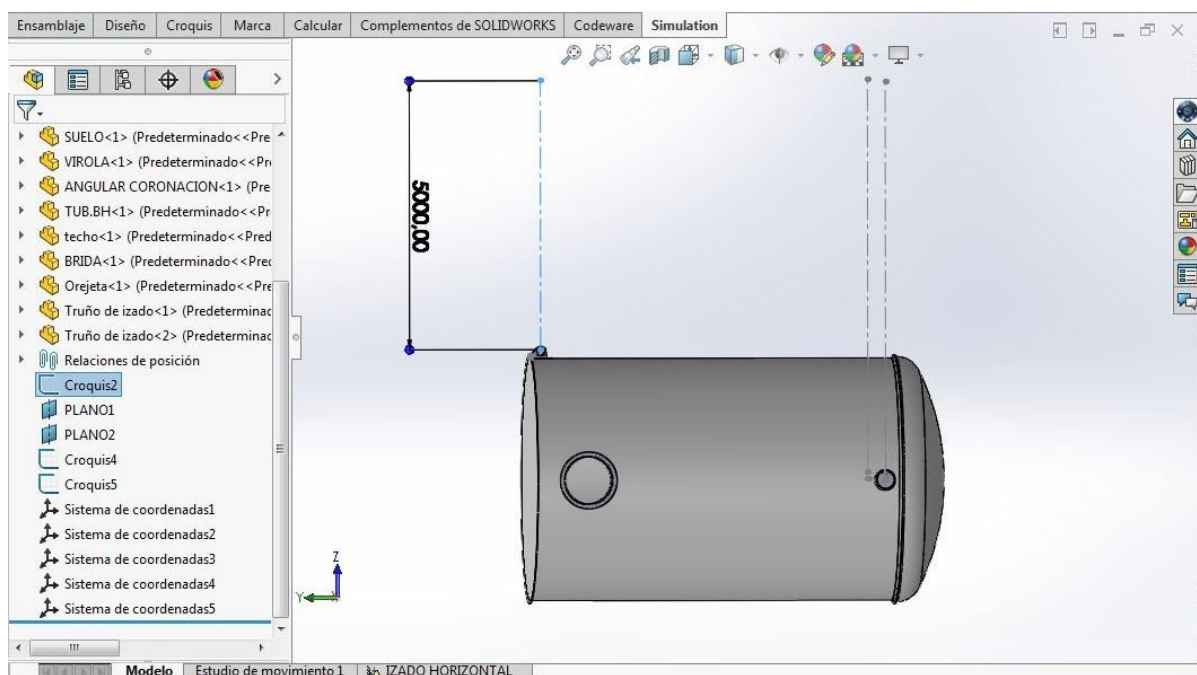 Ensamblaje Diseño Croquis Marca Calcular Complementos de SOLIDWORKS Codeware Simulation
SUELO<1> (Predeterminado<<Pre
VIROLA<1> (Predeterminado<<Pr
ANGULAR CORONACION<1> (Pre
TUB.BH<1> (Predeterminado<<Pr
techo<1> (Predeterminado<<Pred
BRIDA<1> (Predeterminado<<Prec
Orejeta<1> (Predeterminado<<Pre
Truño de izado<1> (Predeterminac
Truño de izado<2> (Predeterminac
Relaciones de posición
Croquis2
PLANO1
PLANO2
Croquis4
Croquis5
Sistema de coordenadas1
Sistema de coordenadas2
Sistema de coordenadas3
Sistema de coordenadas4
Sistema de coordenadas5
5000,00
Z
Y
Modelo Estudio de movimiento 1 IZADO HORIZONTAL